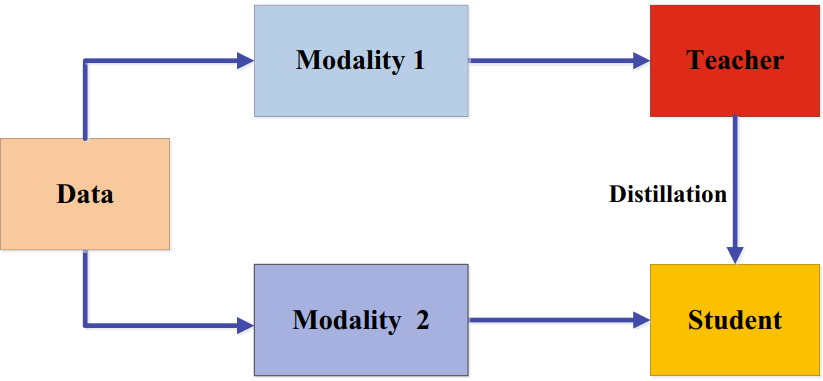 Modality 1
Teacher
Data
Distillation
Modality 2
Student